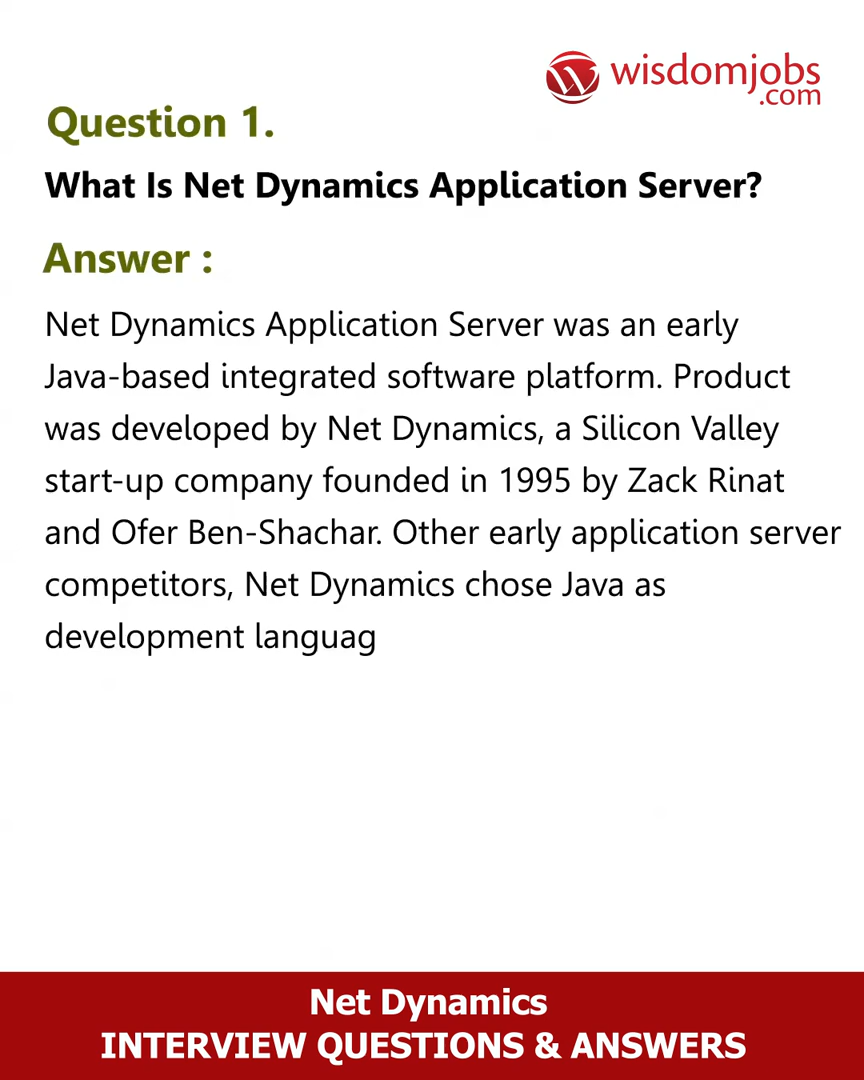 wisdomjobs
.com
Question 1.
What Is Net Dynamics Application Server?
Answer :
Net Dynamics Application Server was an early
Java-based integrated software platform. Product
was developed by Net Dynamics, a Silicon Valley
start-up company founded in 1995 by Zack Rinat
and Ofer Ben-Shachar. Other early application server
competitors, Net Dynamics chose Java as
development languag
Net Dynamics
INTERVIEW QUESTIONS & ANSWERS